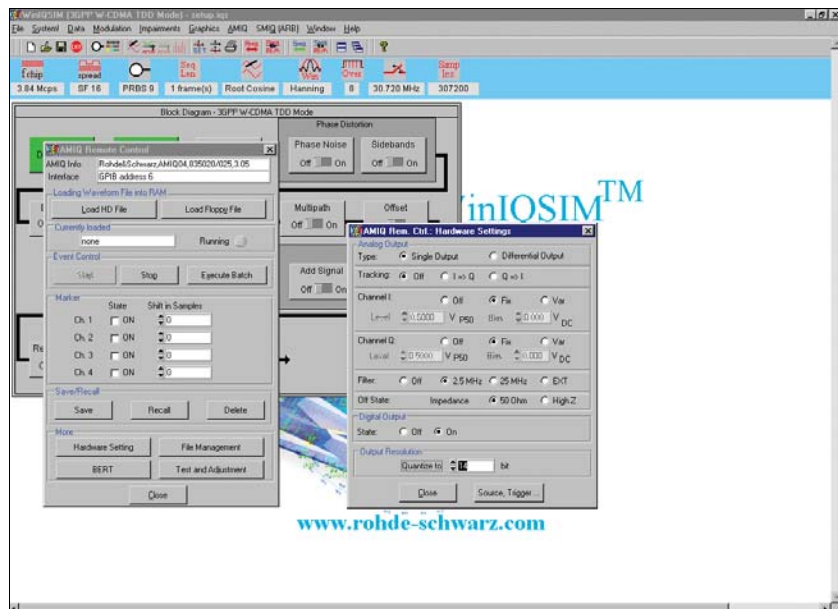 WinIQSIM [3GPP W-CDMA TDD Mode] - setup.iqs
File System! Data Modulation Impairments Graphics AMIQ SMIQ (ARB) Window Help
fchip spread Seq Len Win Over Samp les
3.84 Mcps SF 16 PRBS 9 1 frame(s) Root Cosine Hanning 8 30.720 MHz 307200
Block Diagram - 3GPP W-CDMA TDD Mode
Phase Distortion
Phase Noise Sidebands
Off On Off On
Multipath Offset
Off On
Add Signal
Off On
WinIQSIM™
AMIQ Remote Control
AMIQ Info Rohde&Schwarz,AMIQ04,835020/025,3.05
Interface GPIB address 6
Loading Waveform File into RAM
Load HD File Load Floppy File
Currently loaded
none Running
Event Control
Start Stop Execute Batch
Marker
State Shift in Samples
Ch. 1 ON 0
Ch. 2 ON 0
Ch. 3 ON 0
Ch. 4 ON 0
Save/Recall
Save Recall Delete
More
Hardware Setting File Management
BERT Test and Adjustment
Close
AMIQ Rem. Ctrl.: Hardware Settings
Analog Output
Type: Single Output Differential Output
Tracking: Off I => Q Q => I
Channel I: Off Fix Var
Level 0.5000 V P50 Bias 0.000 V DC
Channel Q: Off Fix Var
Level 0.5000 V P50 Bias 0.000 V DC
Filter: Off 2.5 MHz 25 MHz EXT
Off State: Impedance 50 Ohm High Z
Digital Output
State: Off On
Output Resolution
Quantize to 14 bit
Close Source, Trigger ...
www.rohde-schwarz.com